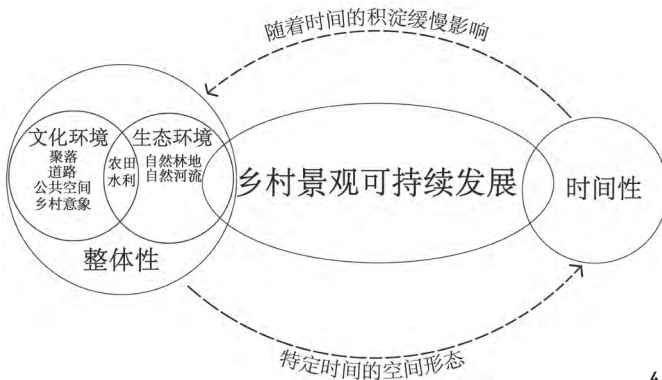 随着时间的积淀缓慢影响
文化环境
聚落
道路
公共空间
乡村意象
农田
水利
生态环境
自然林地
自然河流
整体性
乡村景观可持续发展
时间性
特定时间的空间形态